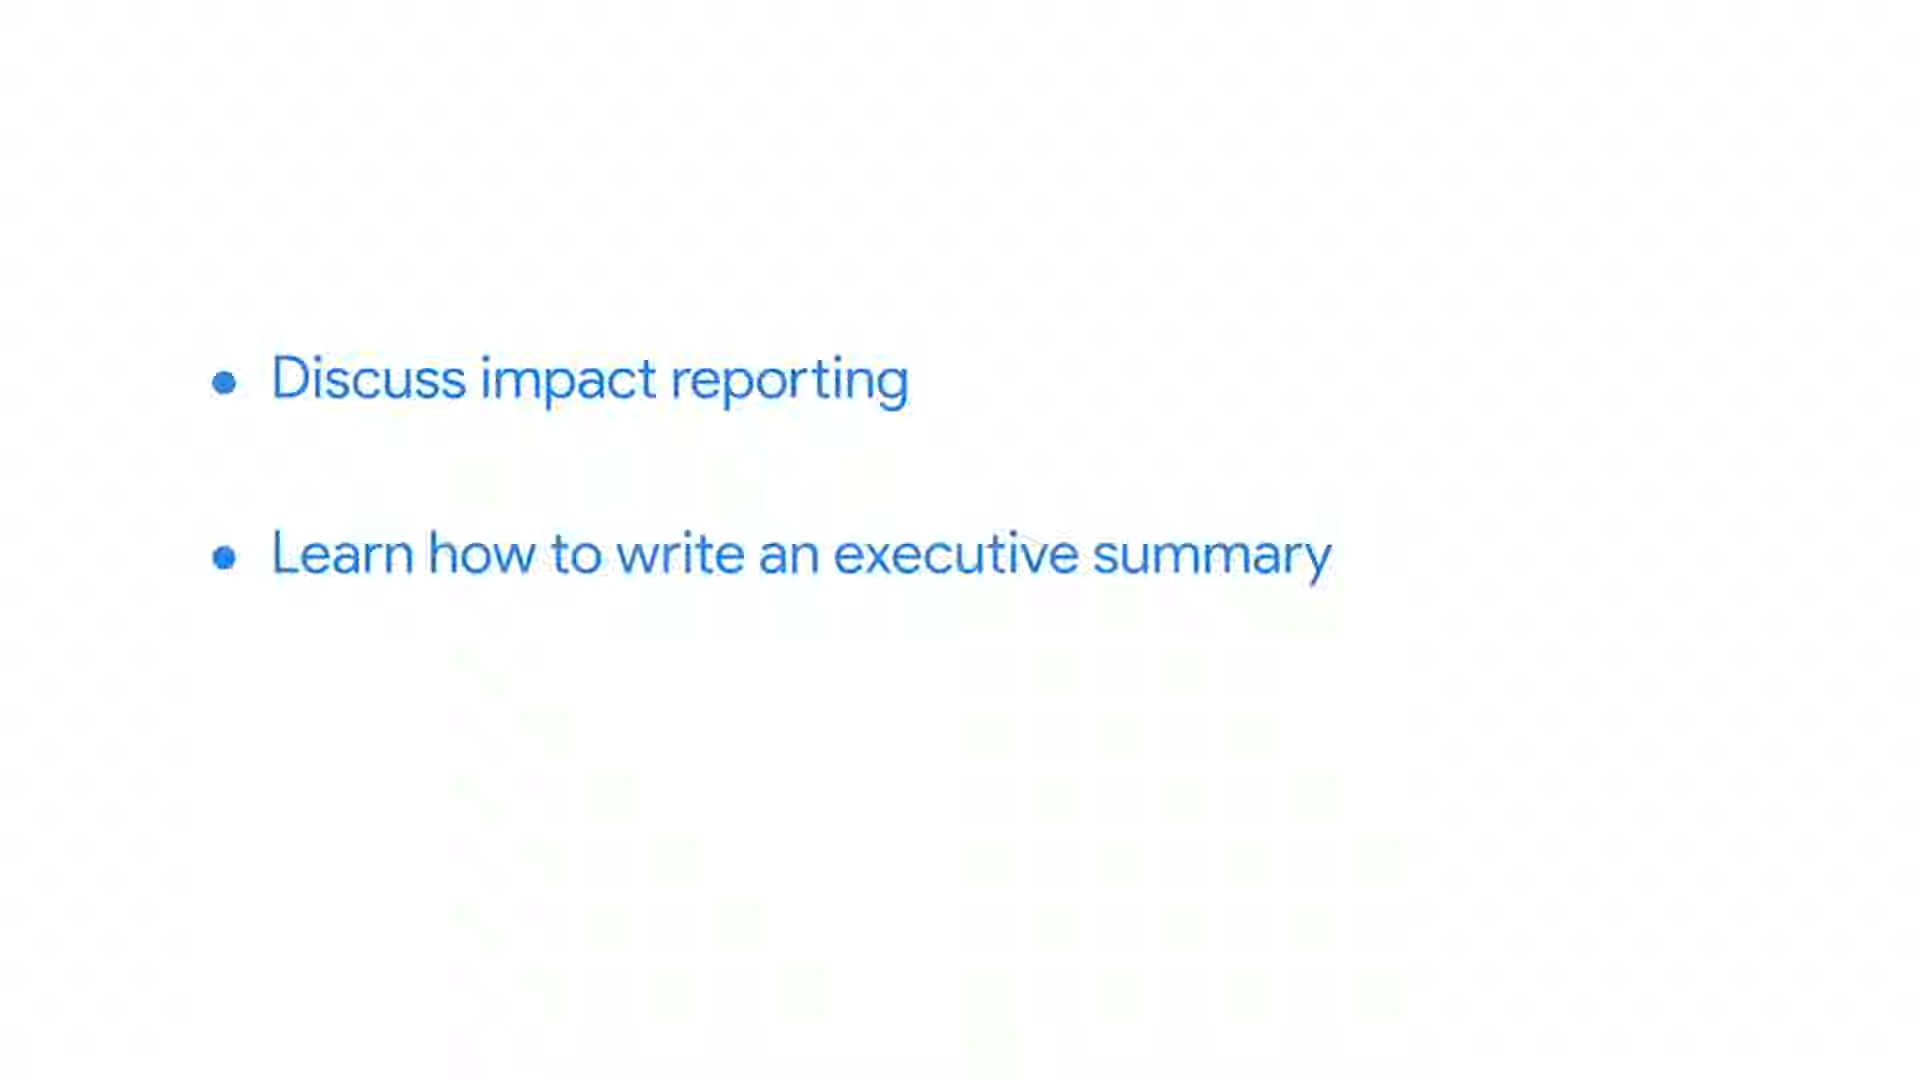 • Discuss impact reporting
• Learn how to write an executive summary